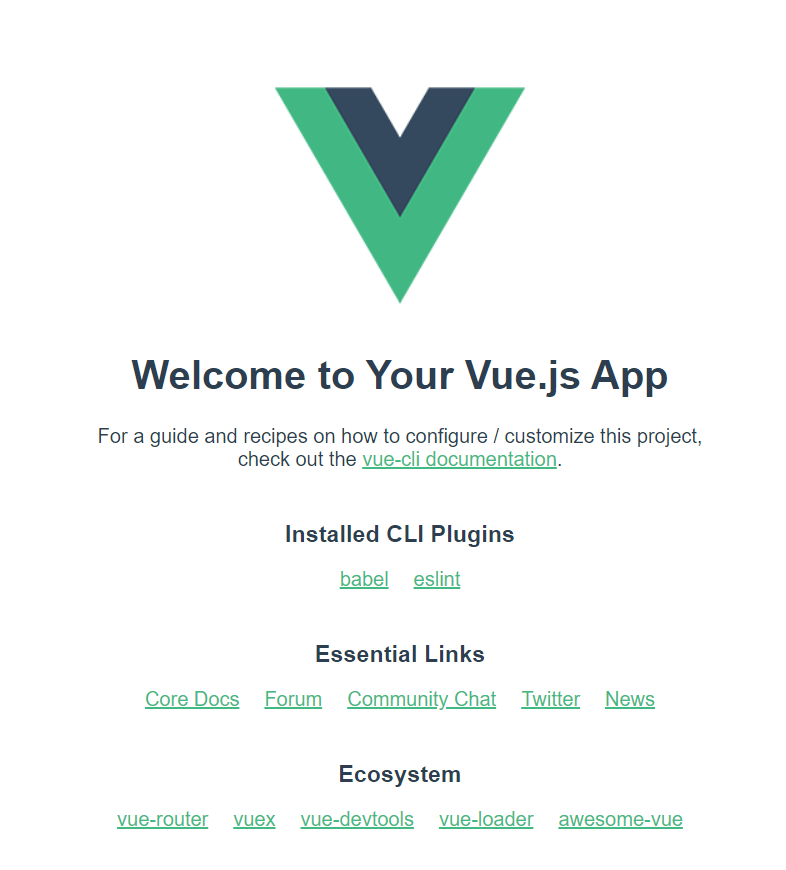 Welcome to Your Vue.js App
For a guide and recipes on how to configure / customize this project,
check out the vue-cli documentation.
Installed CLI Plugins
babel eslint
Essential Links
Core Docs Forum Community Chat Twitter News
Ecosystem
vue-router vuex vue-devtools vue-loader awesome-vue